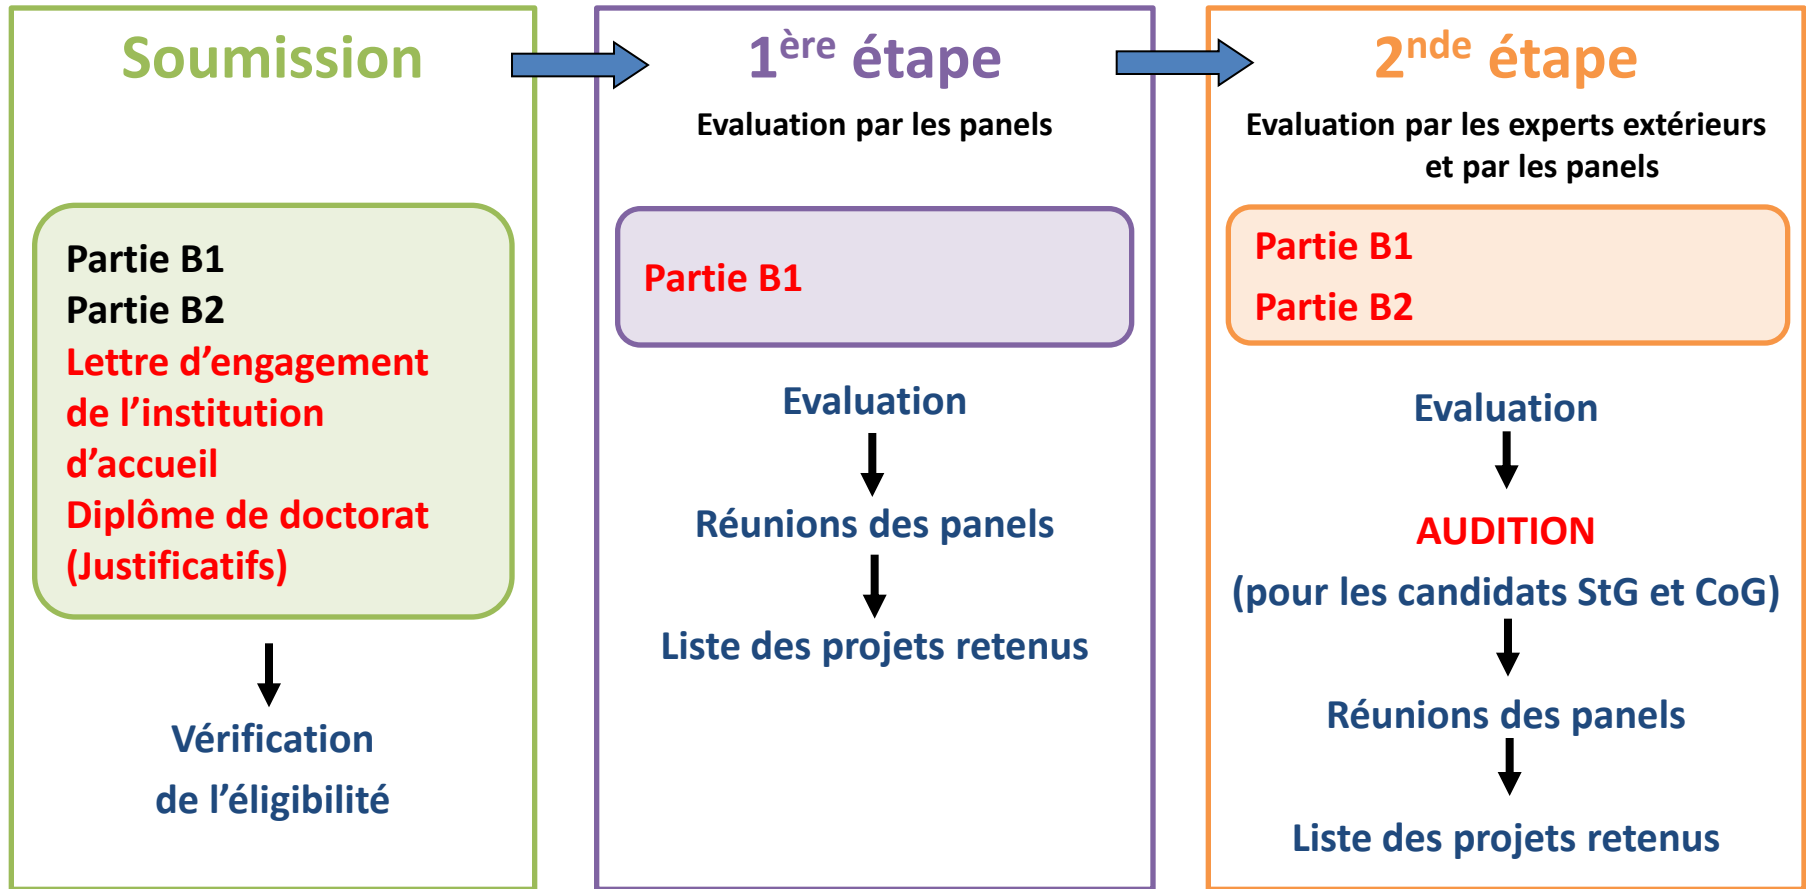 Soumission
Partie B1
Partie B2
Lettre d’engagement
de l’institution
d’accueil
Diplôme de doctorat
(Justificatifs)
Vérification
de l’éligibilité
1ère étape
Evaluation par les panels
Partie B1
Evaluation
Réunions des panels
Liste des projets retenus
2nde étape
Evaluation par les experts extérieurs
et par les panels
Partie B1
Partie B2
Evaluation
AUDITION
(pour les candidats StG et CoG)
Réunions des panels
Liste des projets retenus